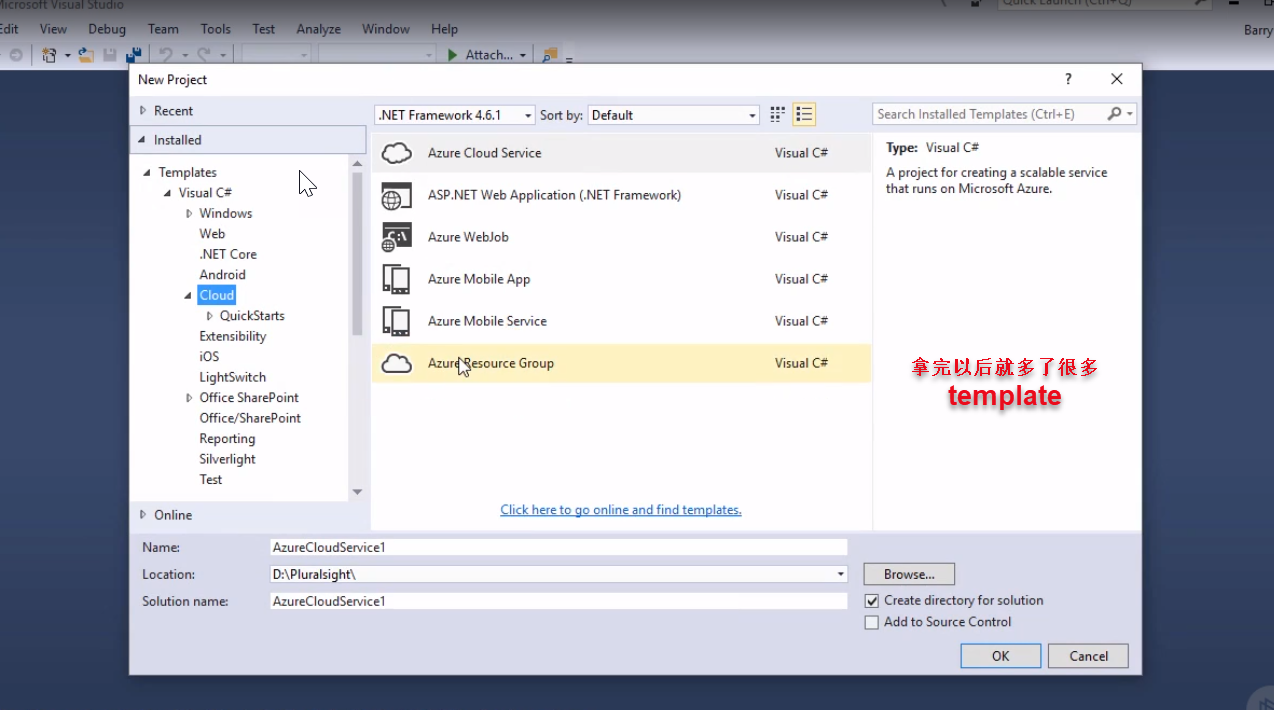 Microsoft Visual Studio
Quick Launch (Ctrl+Q)
Edit View Debug Team Tools Test Analyze Window Help
Barry
Attach...
New Project
?
Recent
.NET Framework 4.6.1 Sort by: Default
Search Installed Templates (Ctrl+E)
Installed
Templates
Visual C#
Windows
Web
.NET Core
Android
Cloud
QuickStarts
Extensibility
iOS
LightSwitch
Office SharePoint
Office/SharePoint
Reporting
Silverlight
Test
Online
Azure Cloud Service Visual C#
ASP.NET Web Application (.NET Framework) Visual C#
Azure WebJob Visual C#
Azure Mobile App Visual C#
Azure Mobile Service Visual C#
Azure Resource Group Visual C#
Click here to go online and find templates.
Type: Visual C#
A project for creating a scalable service
that runs on Microsoft Azure.
拿完以后就多了很多
template
Name: AzureCloudService1
Location: D:\Pluralsight\
Browse...
Solution name: AzureCloudService1
Create directory for solution
Add to Source Control
OK Cancel